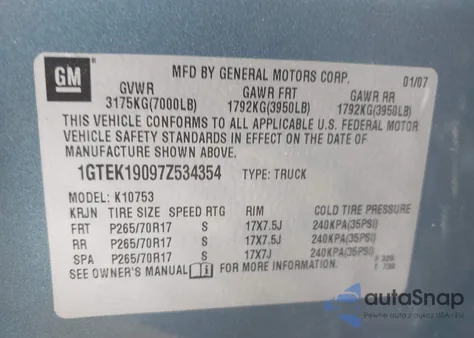 GM
MFD BY GENERAL MOTORS CORP. 01/07
GVWR GAWR FRT GAWR RR
3175KG(7000LB) 1792KG(3950LB) 1792KG(3950LB)
THIS VEHICLE CONFORMS TO ALL APPLICABLE U.S. FEDERAL MOTOR
VEHICLE SAFETY STANDARDS IN EFFECT ON THE DATE OF
MANUFACTURE SHOWN ABOVE.
1GTEK19097Z534354 TYPE: TRUCK
MODEL: K10753
KRJN TIRE SIZE SPEED RTG RIM COLD TIRE PRESSURE
FRT P265/70R17 S 17X7.5J 240KPA(35PSI)
RR P265/70R17 S 17X7.5J 240KPA(35PSI)
SPA P265/70R17 S 17X7J 240KPA(35PSI)
SEE OWNER'S MANUAL FOR MORE INFORMATION.
autoSnap
Pewne auto z USA i EU